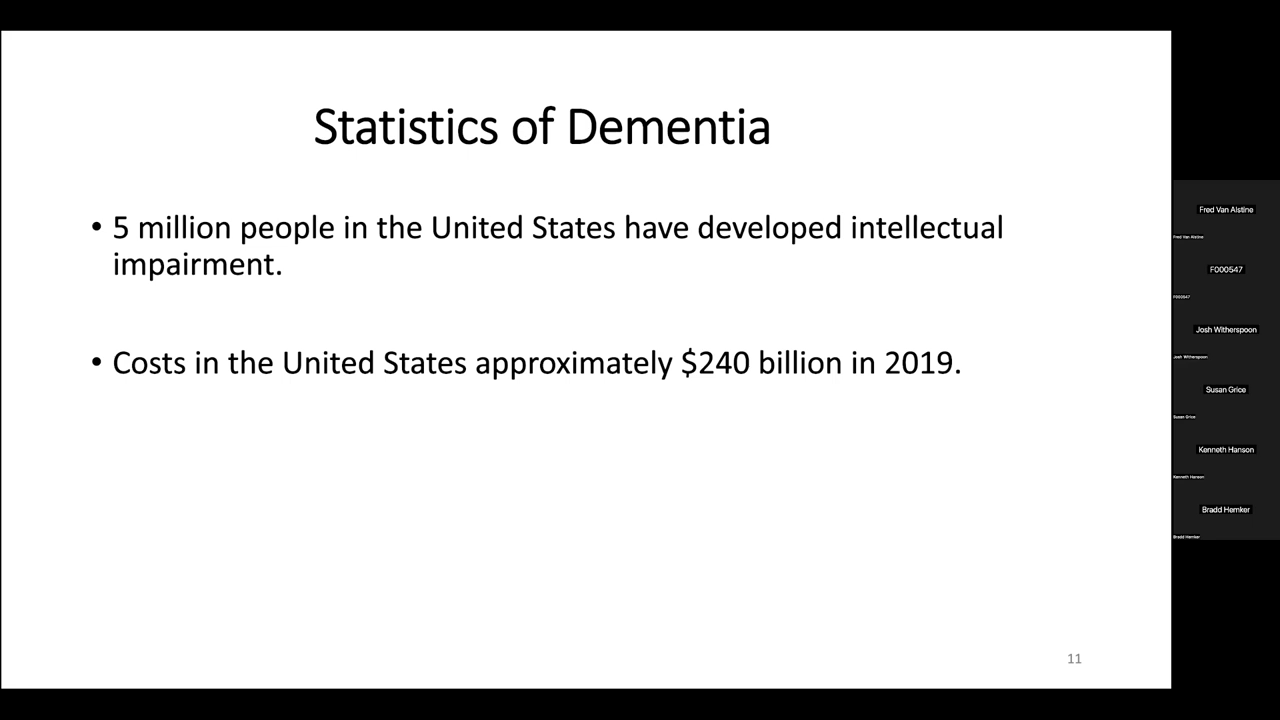 Statistics of Dementia
• 5 million people in the United States have developed intellectual
impairment.
• Costs in the United States approximately $240 billion in 2019.
11
Fred Van Alstine
Fred Van Alstine
F000547
F000547
Josh Witherspoon
Josh Witherspoon
Susan Grice
Susan Grice
Kenneth Hanson
Kenneth Hanson
Bradd Hemker
Bradd Hemker